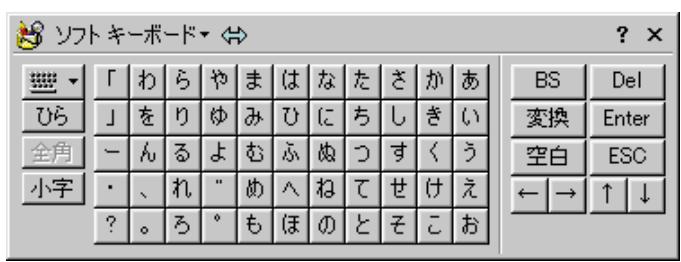 ソフトキーボード ? ×
「 わ ら や ま は な た さ か あ BS Del
ひら 」 を り ゆ み ひ に ち し き い 変換 Enter
全角 ー ん る よ む ふ ぬ つ す く う 空白 ESC
小字 ・ 、 れ ゛ め へ ね て せ け え ← → ↑ ↓
? 。 ろ ゜ も ほ の と そ こ お